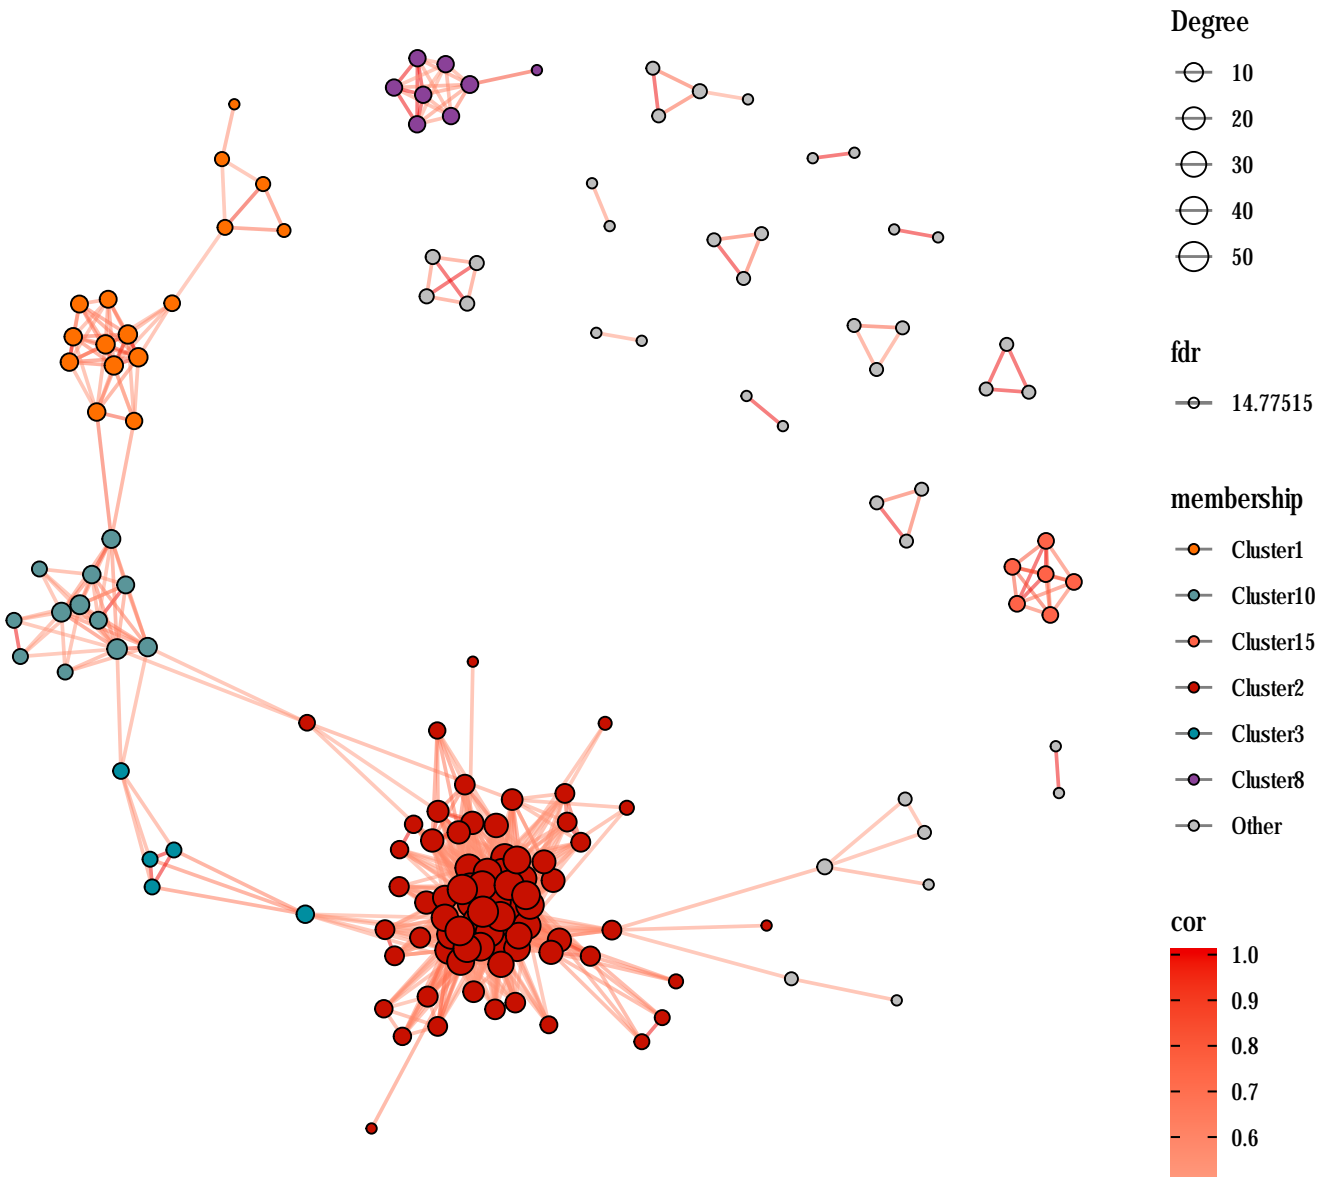 Degree
10
20
30
40
50
fdr
14.77515
membership
Cluster1
Cluster10
Cluster15
Cluster2
Cluster3
Cluster8
Other
cor
1.0
0.9
0.8
0.7
0.6